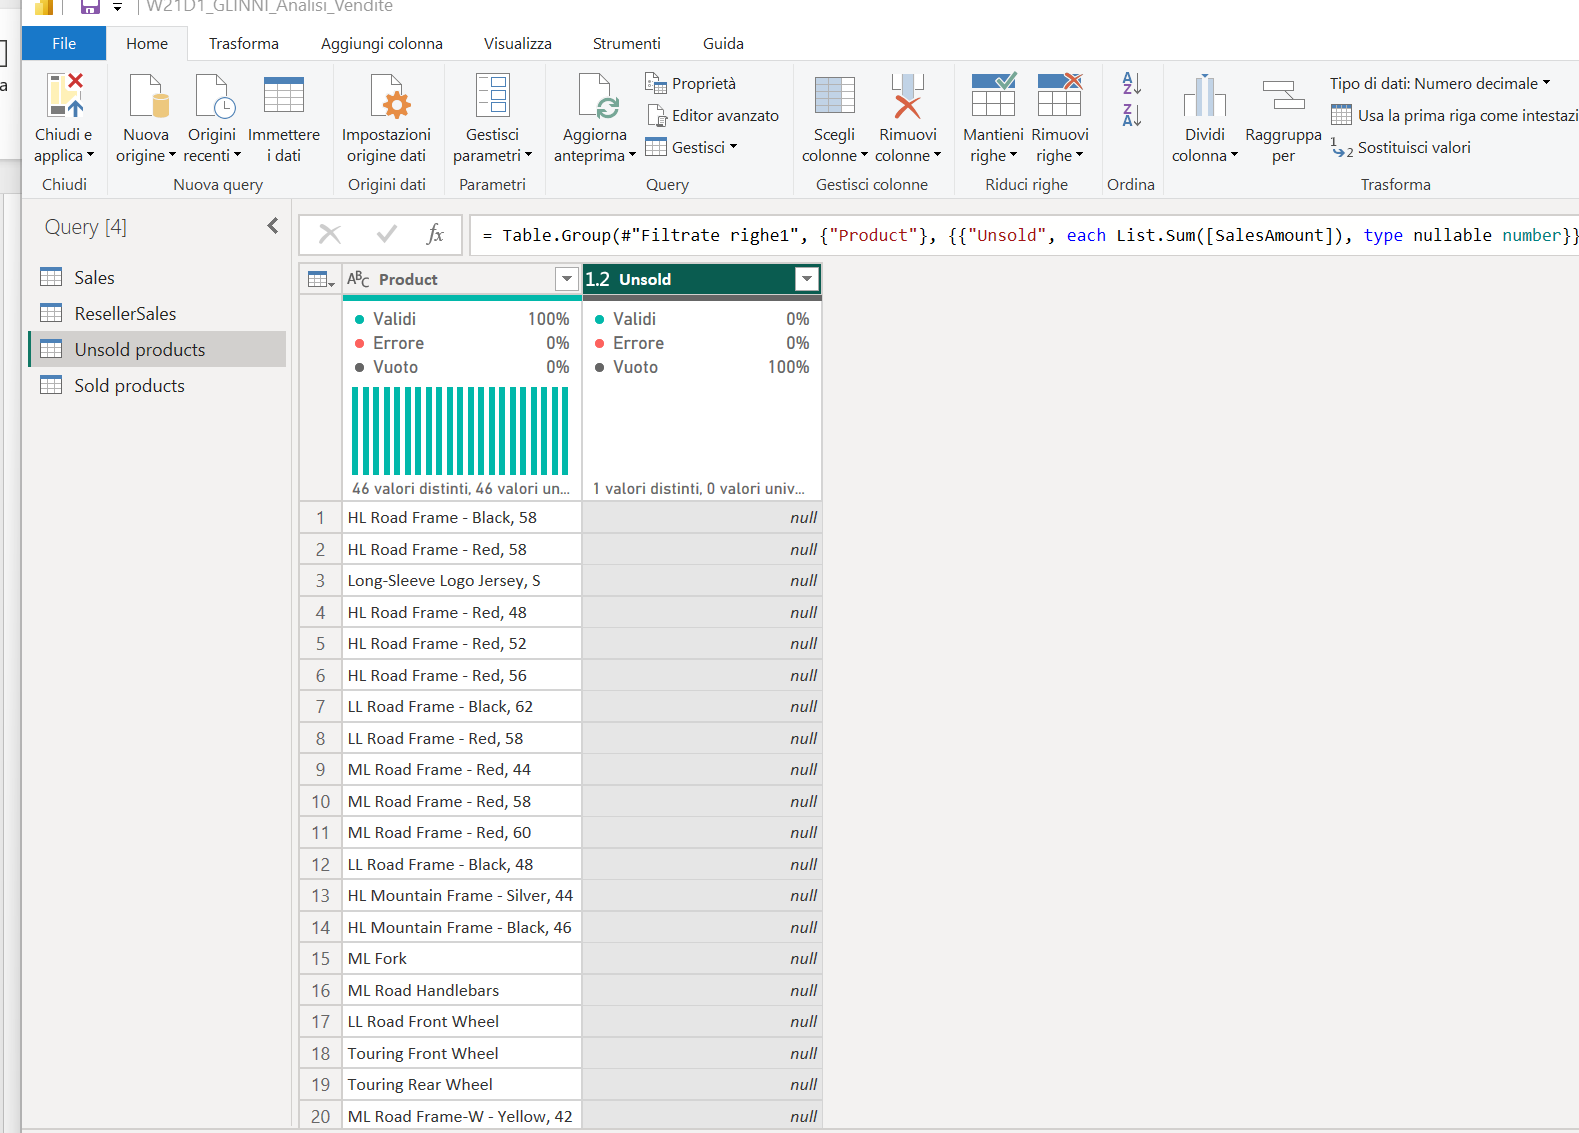 W21D1_GLINNI_Analisi_Vendite
File Home Trasforma Aggiungi colonna Visualizza Strumenti Guida
Chiudi e applica
Nuova origine
Origini recenti
Immettere i dati
Impostazioni origine dati
Gestisci parametri
Aggiorna anteprima
Proprietà
Editor avanzato
Gestisci
Scegli colonne
Rimuovi colonne
Mantieni righe
Rimuovi righe
Dividi colonna
Raggruppa per
Tipo di dati: Numero decimale
Usa la prima riga come intestazi
Sostituisci valori
Chiudi Nuova query Origini dati Parametri Query Gestisci colonne Riduci righe Ordina Trasforma
Query [4]
Sales
ResellerSales
Unsold products
Sold products
fx = Table.Group(#"Filtrate righe1", {"Product"}, {{"Unsold", each List.Sum([SalesAmount]), type nullable number}}
ABC Product 1.2 Unsold
Validi 100% Validi 0%
Errore 0% Errore 0%
Vuoto 0% Vuoto 100%
46 valori distinti, 46 valori un... 1 valori distinti, 0 valori univ...
1 HL Road Frame - Black, 58 null
2 HL Road Frame - Red, 58 null
3 Long-Sleeve Logo Jersey, S null
4 HL Road Frame - Red, 48 null
5 HL Road Frame - Red, 52 null
6 HL Road Frame - Red, 56 null
7 LL Road Frame - Black, 62 null
8 LL Road Frame - Red, 58 null
9 ML Road Frame - Red, 44 null
10 ML Road Frame - Red, 58 null
11 ML Road Frame - Red, 60 null
12 LL Road Frame - Black, 48 null
13 HL Mountain Frame - Silver, 44 null
14 HL Mountain Frame - Black, 46 null
15 ML Fork null
16 ML Road Handlebars null
17 LL Road Front Wheel null
18 Touring Front Wheel null
19 Touring Rear Wheel null
20 ML Road Frame-W - Yellow, 42 null